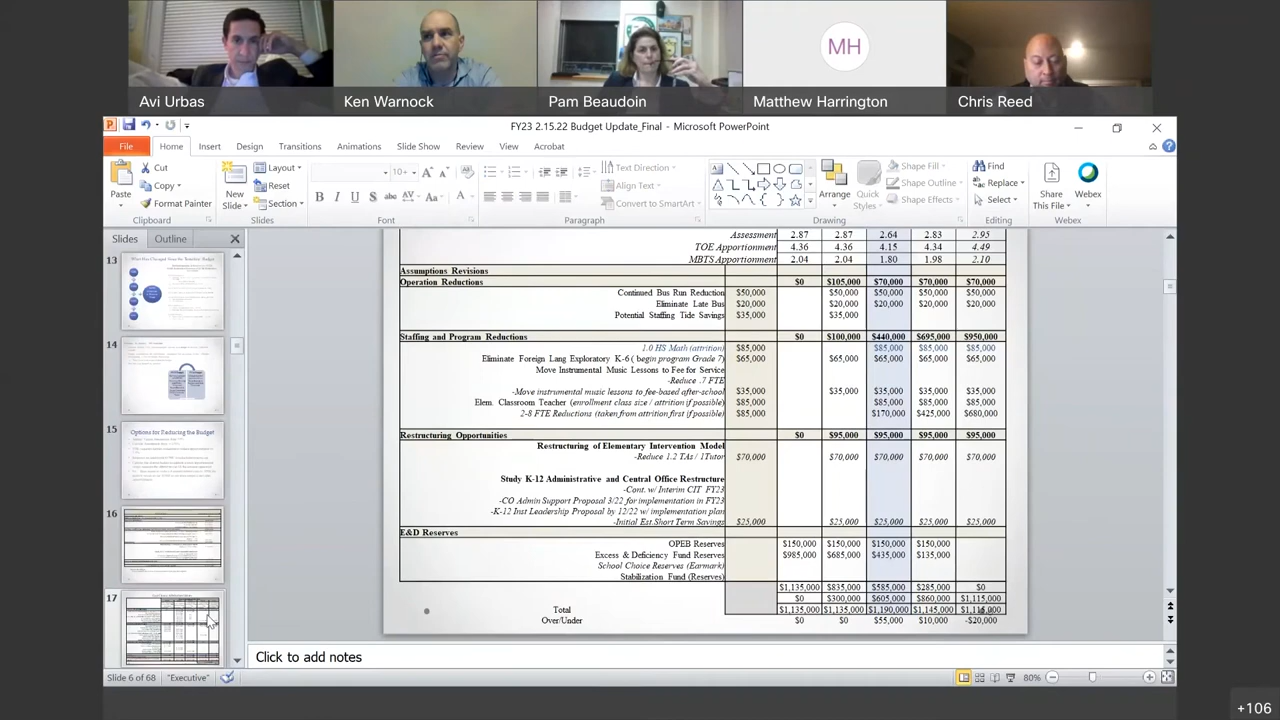 Avi Urbas
Ken Warnock
Pam Beaudoin
MH
Matthew Harrington
Chris Reed
FY23 2.15.22 Budget Update_Final - Microsoft PowerPoint
File Home Insert Design Transitions Animations Slide Show Review View Acrobat
Cut Layout Text Direction Shape Fill Find
Paste Copy New Slide Reset Align Text Arrange Quick Styles Shape Outline Replace Share This File Webex
Format Painter Section Convert to SmartArt Shape Effects Select
Clipboard Slides Font Paragraph Drawing Editing Webex
Slides Outline
13
14
15
Options for Reducing the Budget
16
17
Assessment 2.87 2.87 2.64 2.83 2.95
TOE Apportionment 4.36 4.36 4.15 4.34 4.49
MBTS Apportionment 2.04 2.04 1.80 1.98 2.10
Assumptions Revisions
Operation Reductions $0 $105,000 $70,000 $70,000 $70,000
Continued Bus Run Reduction $50,000 $50,000 $50,000 $50,000 $50,000
Eliminate Late Bus $20,000 $20,000 $20,000 $20,000 $20,000
Potential Staffing Tide Savings $35,000 $35,000
Staffing and Program Reductions $0 $100,000 $440,000 $695,000 $950,000
1.0 HS Math (attrition) $85,000 $85,000 $85,000 $85,000
Eliminate Foreign Lang Exploratory K-6 ( begin program Grade 7) $65,000 $65,000 $65,000 $65,000 $65,000
Move Instrumental Music Lessons to Fee for Service
-Reduce .7 FTE
-Move instrumental music lessons to fee-based after-school $35,000 $35,000 $35,000 $35,000 $35,000
Elem. Classroom Teacher (enrollment class size / attrition if possible) $85,000 $85,000 $85,000 $85,000
2-8 FTE Reductions (taken from attrition first if possible) $85,000 $170,000 $425,000 $680,000
Restructuring Opportunities $0 $95,000 $95,000 $95,000 $95,000
Restructuring of Elementary Intervention Model
-Reduce 1.2 TAs / 1Tutor $70,000 $70,000 $70,000 $70,000 $70,000
Study K-12 Administrative and Central Office Restructure
-Cont. w/ Interim CIT FY23
-CO Admin Support Proposal 3/22 for implementation in FY23
-K-12 Inst Leadership Proposal by 12/22 w/ implementation plan
-Initial Est.Short Term Savings $25,000 $25,000 $25,000 $25,000 $25,000
E&D Reserves
OPEB Reserves $150,000 $150,000 $150,000 $150,000
Excess & Deficiency Fund Reserves $985,000 $685,000 $435,000 $135,000
School Choice Reserves (Earmark)
Stabilization Fund (Reserves)
$1,135,000 $835,000 $585,000 $285,000 $0
$0 $300,000 $605,000 $860,000 $1,115,000
Total $1,135,000 $1,135,000 $1,190,000 $1,145,000
Over/Under $0 $55,000 $10,000 -$20,000
Click to add notes
Slide 6 of 68 "Executive" 80%
+106